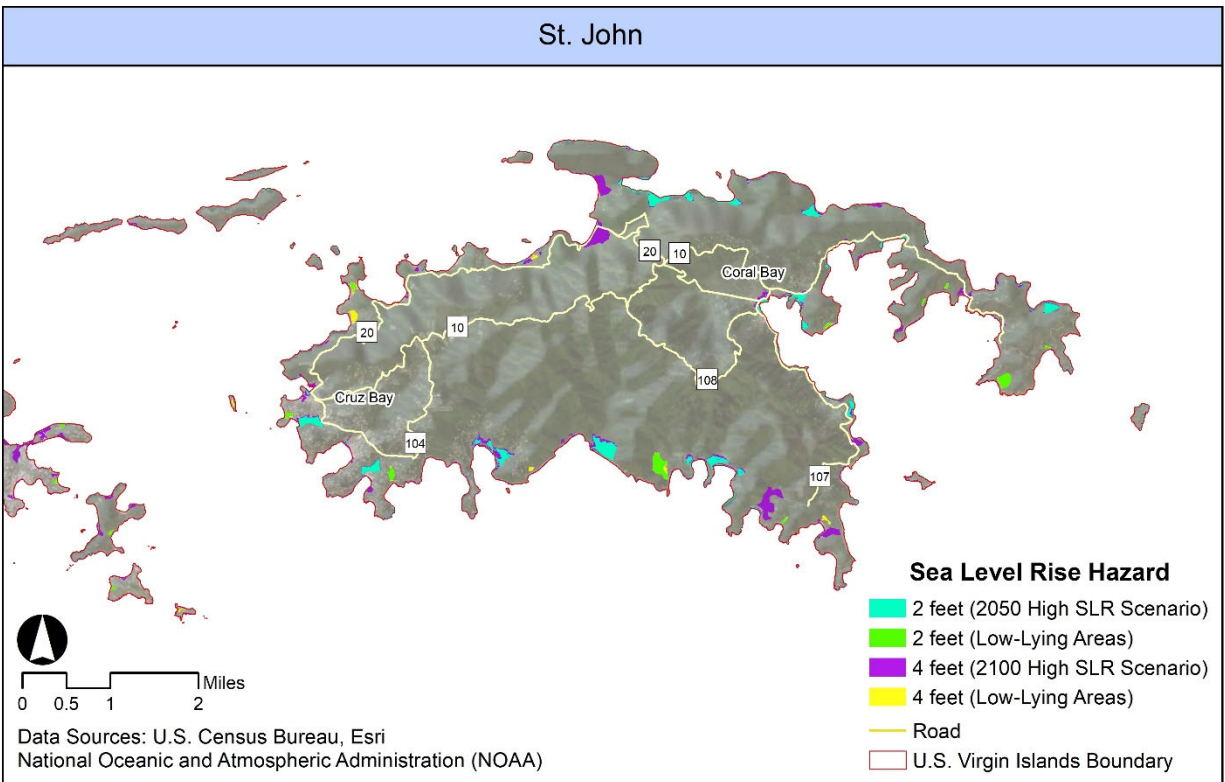 St. John
20
10
Coral Bay
20
10
108
Cruz Bay
104
107
Sea Level Rise Hazard
2 feet (2050 High SLR Scenario)
2 feet (Low-Lying Areas)
4 feet (2100 High SLR Scenario)
4 feet (Low-Lying Areas)
Road
U.S. Virgin Islands Boundary
Miles
0 0.5 1 2
Data Sources: U.S. Census Bureau, Esri
National Oceanic and Atmospheric Administration (NOAA)